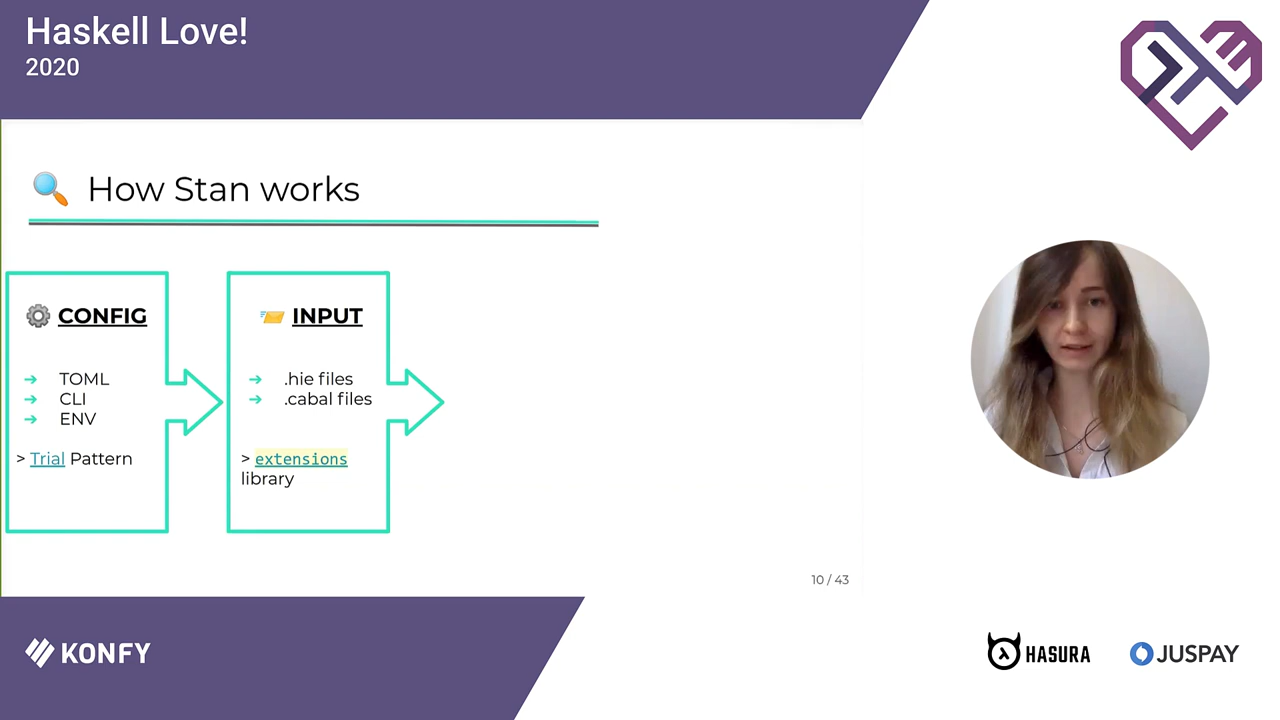 Haskell Love!
2020
How Stan works
CONFIG
➔ TOML
➔ CLI
➔ ENV
> Trial Pattern
INPUT
➔ .hie files
➔ .cabal files
> extensions
library
10 / 43
KONFY
HASURA
JUSPAY